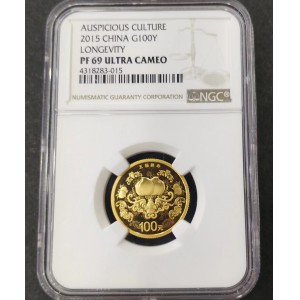 AUSPICIOUS CULTURE
2015 CHINA G100Y
LONGEVITY
PF 69 ULTRA CAMEO
4318283-015
NUMISMATIC GUARANTY CORPORATION
NGC
100元